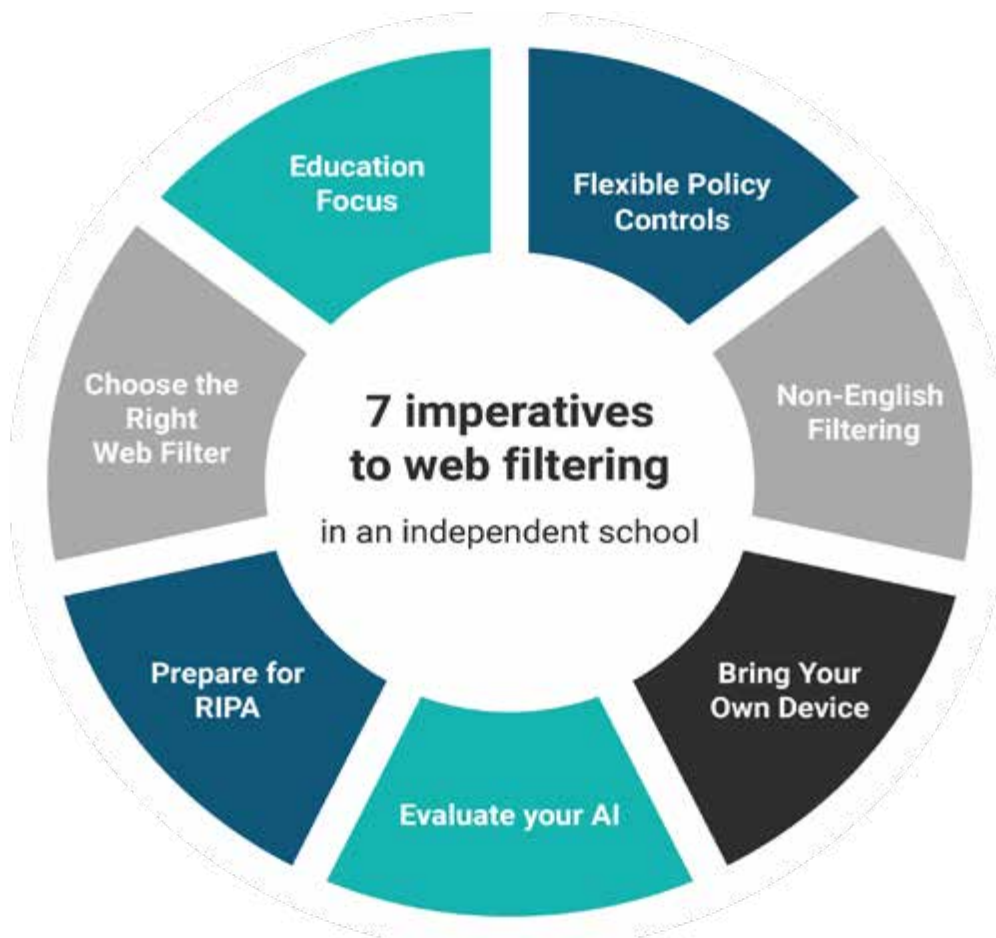 7 imperatives
to web filtering
in an independent school
Flexible Policy
Controls
Non-English
Filtering
Bring Your
Own Device
Evaluate your AI
Prepare for
RIPA
Choose the
Right
Web Filter
Education
Focus